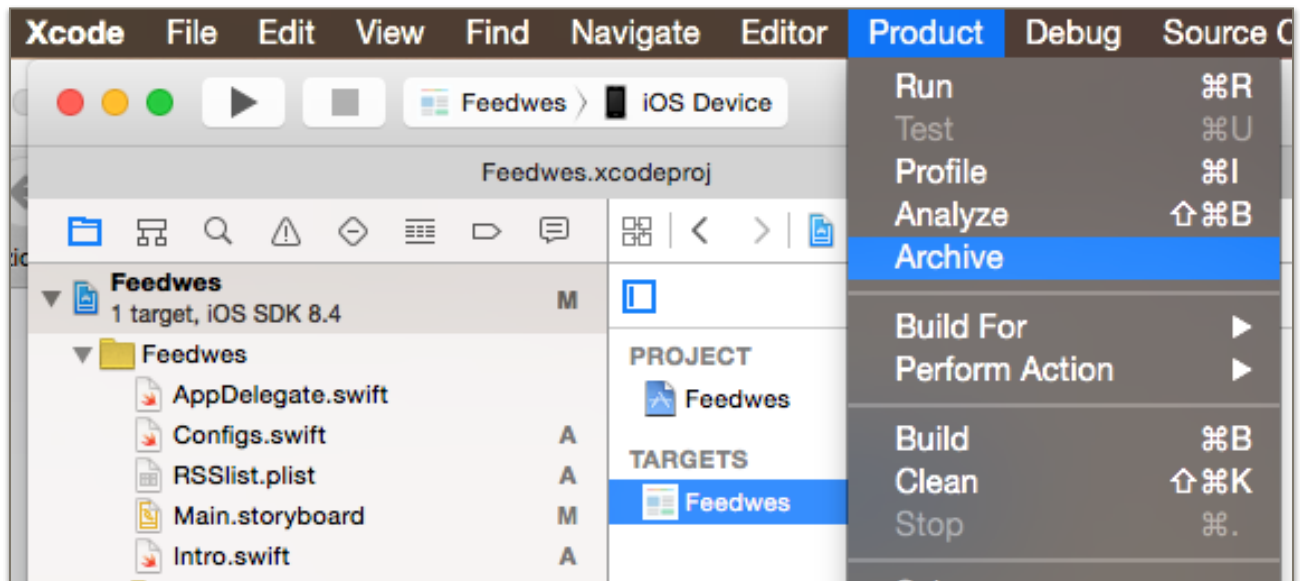 Xcode File Edit View Find Navigate Editor Product Debug Source
Feedwes iOS Device
Feedwes.xcodeproj
Feedwes M
1 target, iOS SDK 8.4
Feedwes
AppDelegate.swift
Configs.swift A
RSSlist.plist A
Main.storyboard M
Intro.swift A
PROJECT
Feedwes
TARGETS
Feedwes
Run ⌘R
Test ⌘U
Profile ⌘I
Analyze ⇧⌘B
Archive
Build For ▶
Perform Action ▶
Build ⌘B
Clean ⇧⌘K
Stop ⌘.